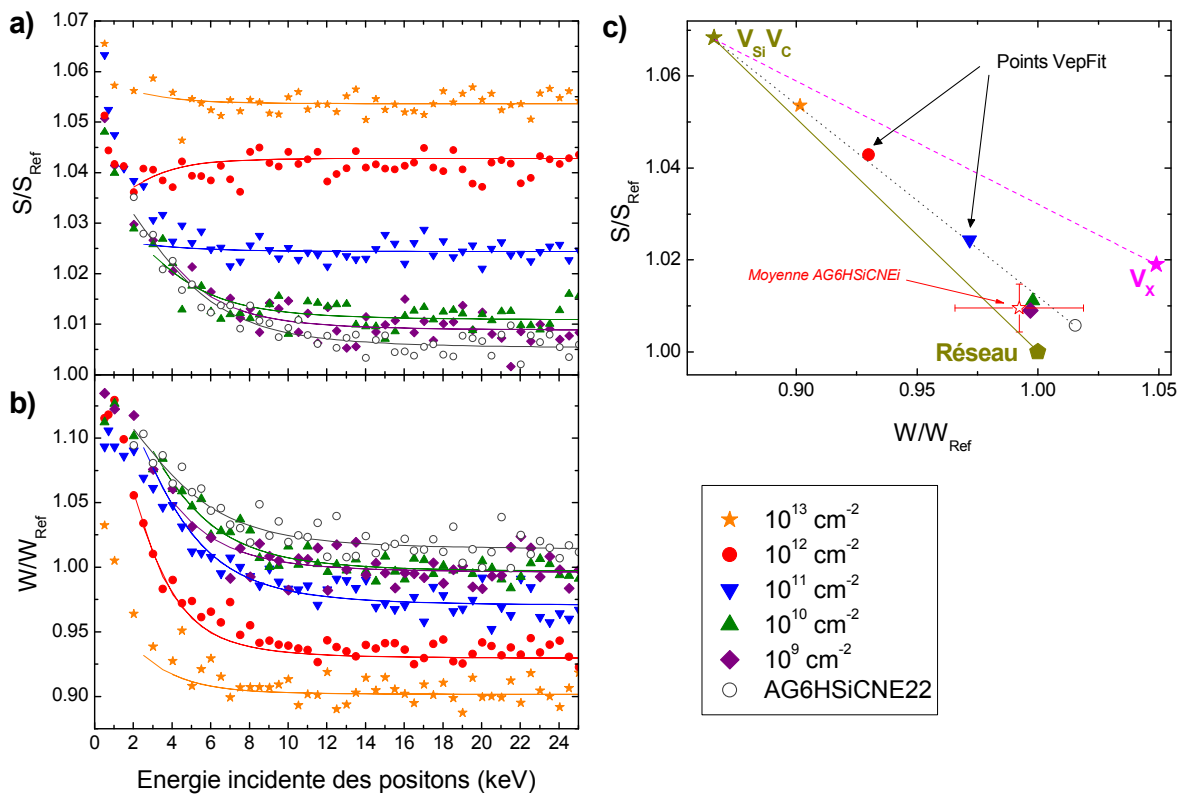 a)
1.07
1.06
1.05
1.04
1.03
1.02
1.01
1.00
S/S_Ref
b)
1.10
1.05
1.00
0.95
0.90
W/W_Ref
0 2 4 6 8 10 12 14 16 18 20 22 24
Energie incidente des positons (keV)
c)
V_Si V_C
Points VepFit
1.06
1.04
1.02
1.00
S/S_Ref
Moyenne AG6HSiCNEi
V_X
Réseau
0.90 0.95 1.00 1.05
W/W_Ref
10^13 cm^-2
10^12 cm^-2
10^11 cm^-2
10^10 cm^-2
10^9 cm^-2
AG6HSiCNE22